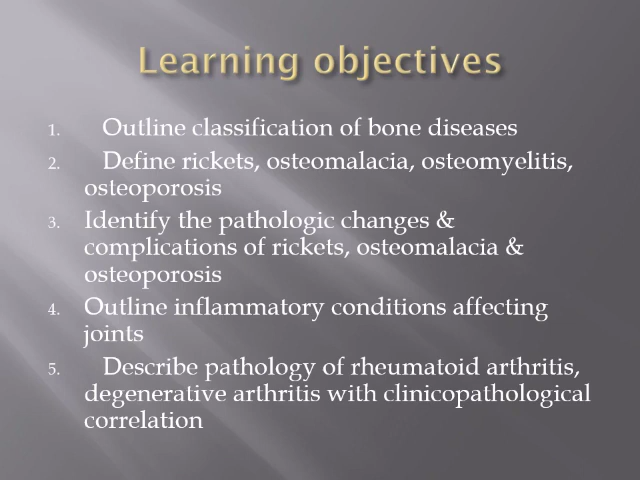 Learning objectives
1. Outline classification of bone diseases
2. Define rickets, osteomalacia, osteomyelitis,
osteoporosis
3. Identify the pathologic changes &
complications of rickets, osteomalacia &
osteoporosis
4. Outline inflammatory conditions affecting
joints
5. Describe pathology of rheumatoid arthritis,
degenerative arthritis with clinicopathological
correlation